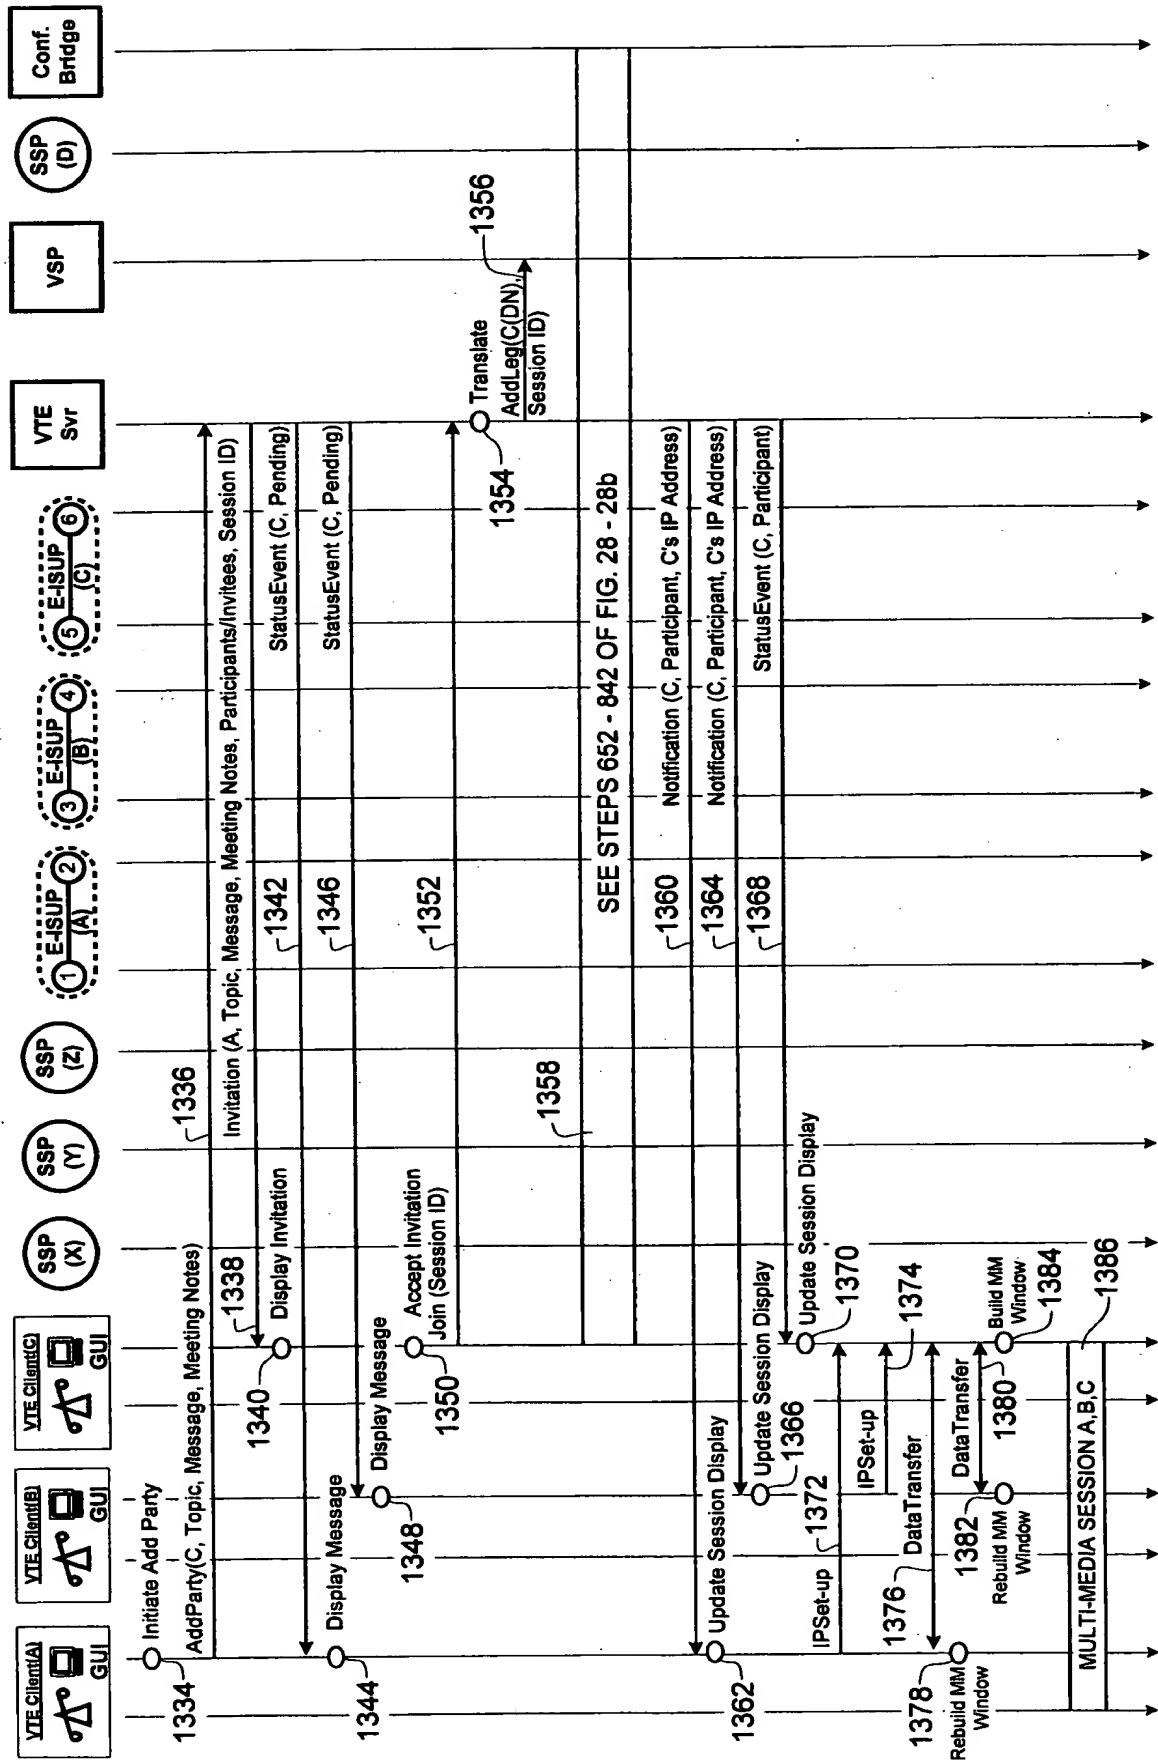 VTE Client(A)
GUI
VTE Client(B)
GUI
VTE Client(C)
GUI
SSP
(X)
SSP
(Y)
SSP
(Z)
1
E-ISUP
(A)
2
3
E-ISUP
(B)
4
5
E-ISUP
(C)
6
VTE
Svr
VSP
SSP
(D)
Conf.
Bridge
Initiate Add Party
1334
AddParty(C, Topic, Message, Meeting Notes)
1336
Invitation (A, Topic, Message, Meeting Notes, Participants/Invitees, Session ID)
1338
Display Invitation
1340
StatusEvent (C, Pending)
1342
Display Message
1344
StatusEvent (C, Pending)
1346
Display Message
1348
Accept Invitation
Join (Session ID)
1350
1352
Translate
1354
AddLeg(C(DN),
Session ID)
1356
SEE STEPS 652 - 842 OF FIG. 28 - 28b
1358
Notification (C, Participant, C's IP Address)
1360
Update Session Display
1362
Notification (C, Participant, C's IP Address)
1364
Update Session Display
1366
StatusEvent (C, Participant)
1368
Update Session Display
1370
IPSet-up
1372
IPSet-up
1374
DataTransfer
1376
1378
Rebuild MM
Window
DataTransfer
1380
1382
Rebuild MM
Window
Build MM
Window
1384
MULTI-MEDIA SESSION A,B,C
1386